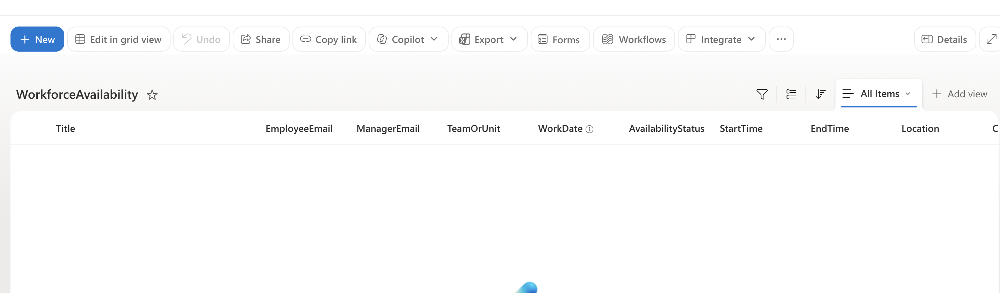 New Edit in grid view Undo Share Copy link Copilot Export Forms Workflows Integrate ... Details
WorkforceAvailability All Items Add view
Title EmployeeEmail ManagerEmail TeamOrUnit WorkDate AvailabilityStatus StartTime EndTime Location